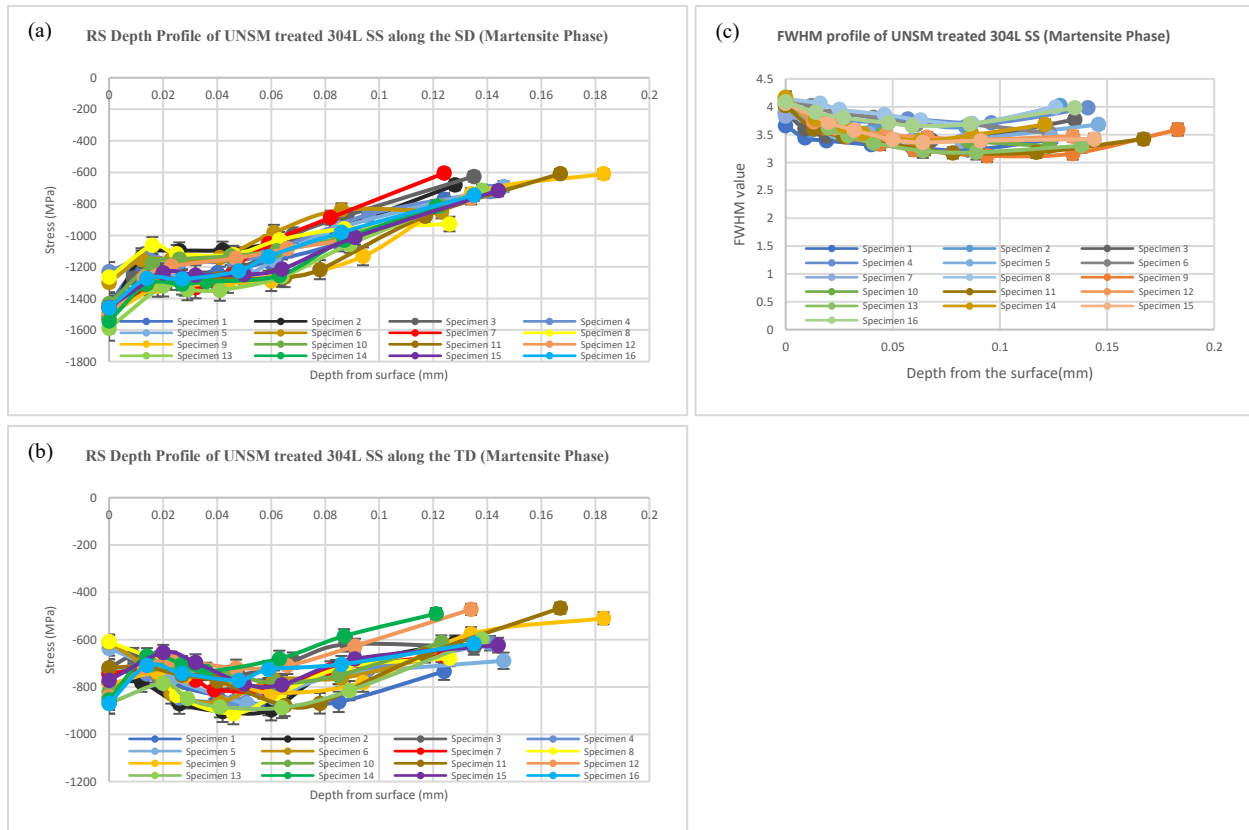 (a)
RS Depth Profile of UNSM treated 304L SS along the SD (Martensite Phase)
0 0.02 0.04 0.06 0.08 0.1 0.12 0.14 0.16 0.18 0.2
0
-200
-400
-600
-800
-1000
-1200
-1400
-1600
-1800
Stress (MPa)
Specimen 1 Specimen 2 Specimen 3 Specimen 4
Specimen 5 Specimen 6 Specimen 7 Specimen 8
Specimen 9 Specimen 10 Specimen 11 Specimen 12
Specimen 13 Specimen 14 Specimen 15 Specimen 16
Depth from surface (mm)
(c)
FWHM profile of UNSM treated 304L SS (Martensite Phase)
4.5
4
3.5
3
2.5
2
1.5
1
0.5
0
FWHM value
Specimen 1 Specimen 2 Specimen 3
Specimen 4 Specimen 5 Specimen 6
Specimen 7 Specimen 8 Specimen 9
Specimen 10 Specimen 11 Specimen 12
Specimen 13 Specimen 14 Specimen 15
Specimen 16
0 0.05 0.1 0.15 0.2
Depth from the surface(mm)
(b)
RS Depth Profile of UNSM treated 304L SS along the TD (Martensite Phase)
0 0.02 0.04 0.06 0.08 0.1 0.12 0.14 0.16 0.18 0.2
0
-200
-400
-600
-800
-1000
-1200
Stress (MPa)
Specimen 1 Specimen 2 Specimen 3 Specimen 4
Specimen 5 Specimen 6 Specimen 7 Specimen 8
Specimen 9 Specimen 10 Specimen 11 Specimen 12
Specimen 13 Specimen 14 Specimen 15 Specimen 16
Depth from surface (mm)